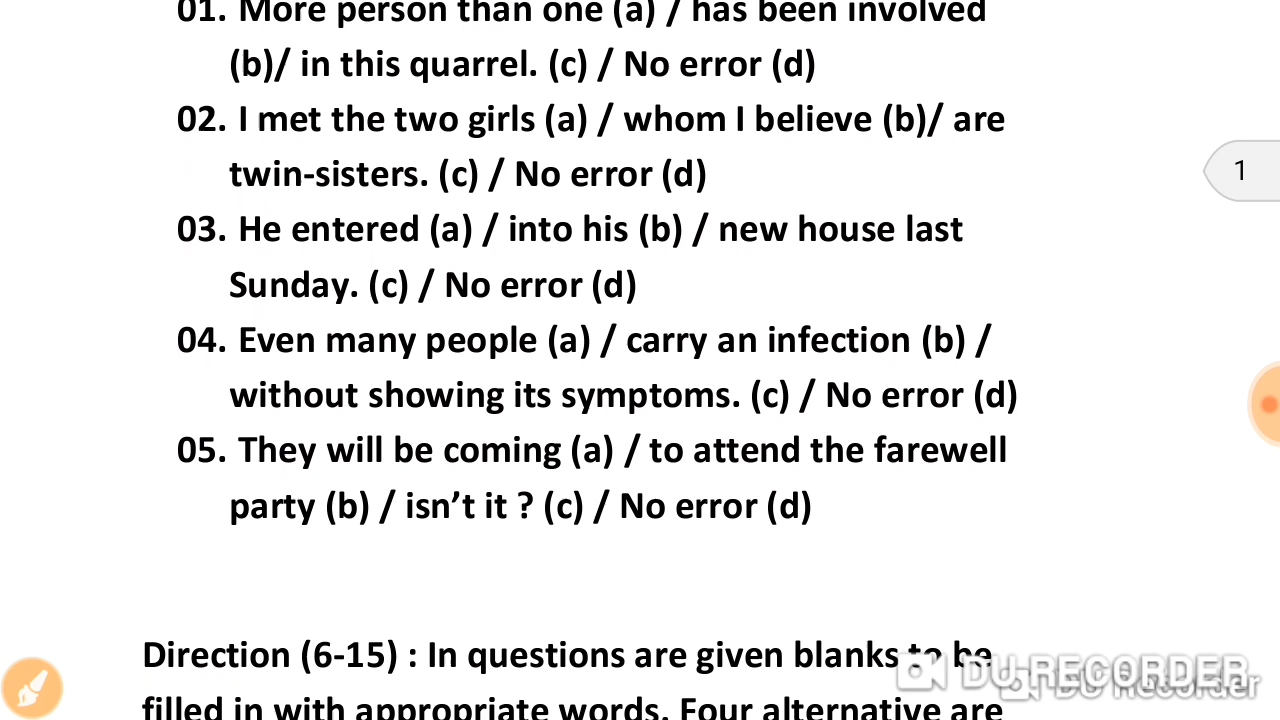 01. More person than one (a) / has been involved
(b)/ in this quarrel. (c) / No error (d)
02. I met the two girls (a) / whom I believe (b)/ are
twin-sisters. (c) / No error (d)
1
03. He entered (a) / into his (b) / new house last
Sunday. (c) / No error (d)
04. Even many people (a) / carry an infection (b) /
without showing its symptoms. (c) / No error (d)
05. They will be coming (a) / to attend the farewell
party (b) / isn’t it ? (c) / No error (d)
Direction (6-15) : In questions are given blanks to be
DU RECORDER
DU Recorder
filled in with appropriate words. Four alternative are